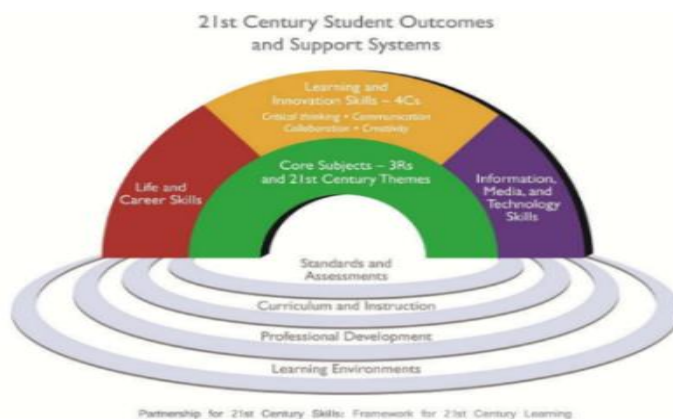 21st Century Student Outcomes
and Support Systems
Learning and
Innovation Skills – 4Cs
Critical thinking • Communication
Collaboration • Creativity
Core Subjects – 3Rs
and 21st Century Themes
Life and
Career Skills
Information,
Media, and
Technology
Skills
Standards and
Assessments
Curriculum and Instruction
Professional Development
Learning Environments
Partnership for 21st Century Skills: Framework for 21st Century Learning